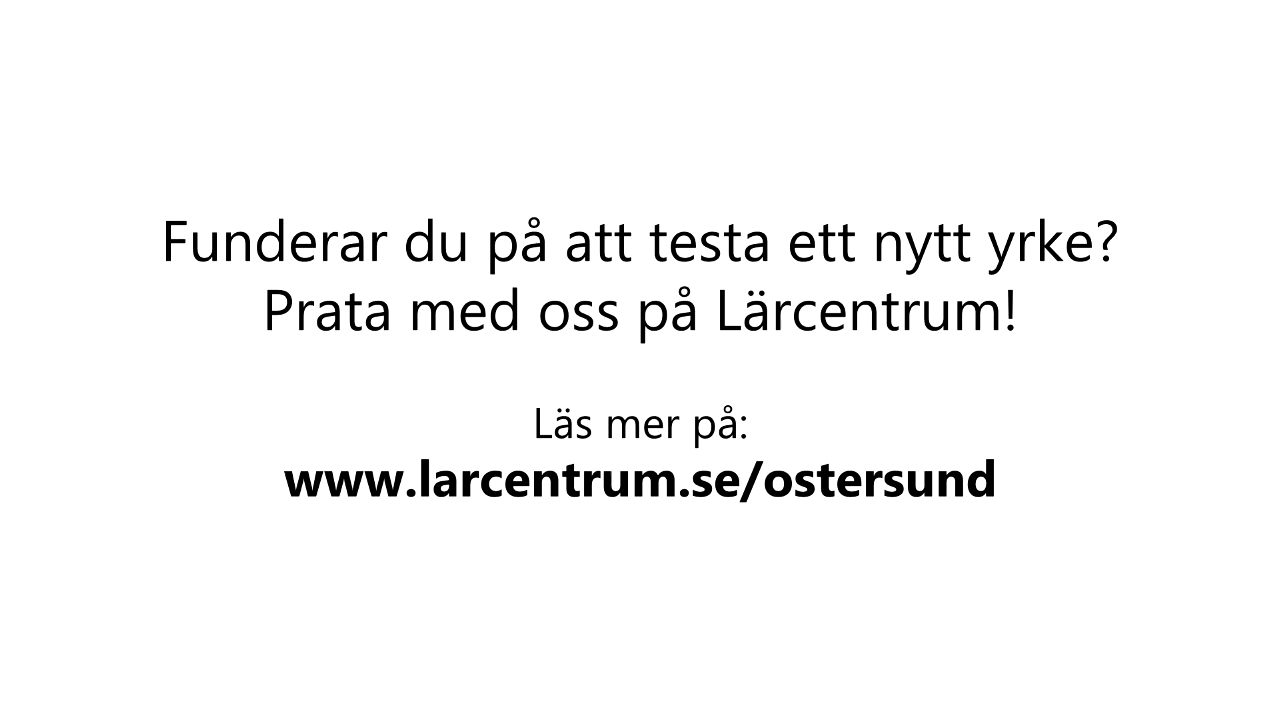 Funderar du på att testa ett nytt yrke?
Prata med oss på Lärcentrum!
Läs mer på:
www.larcentrum.se/ostersund